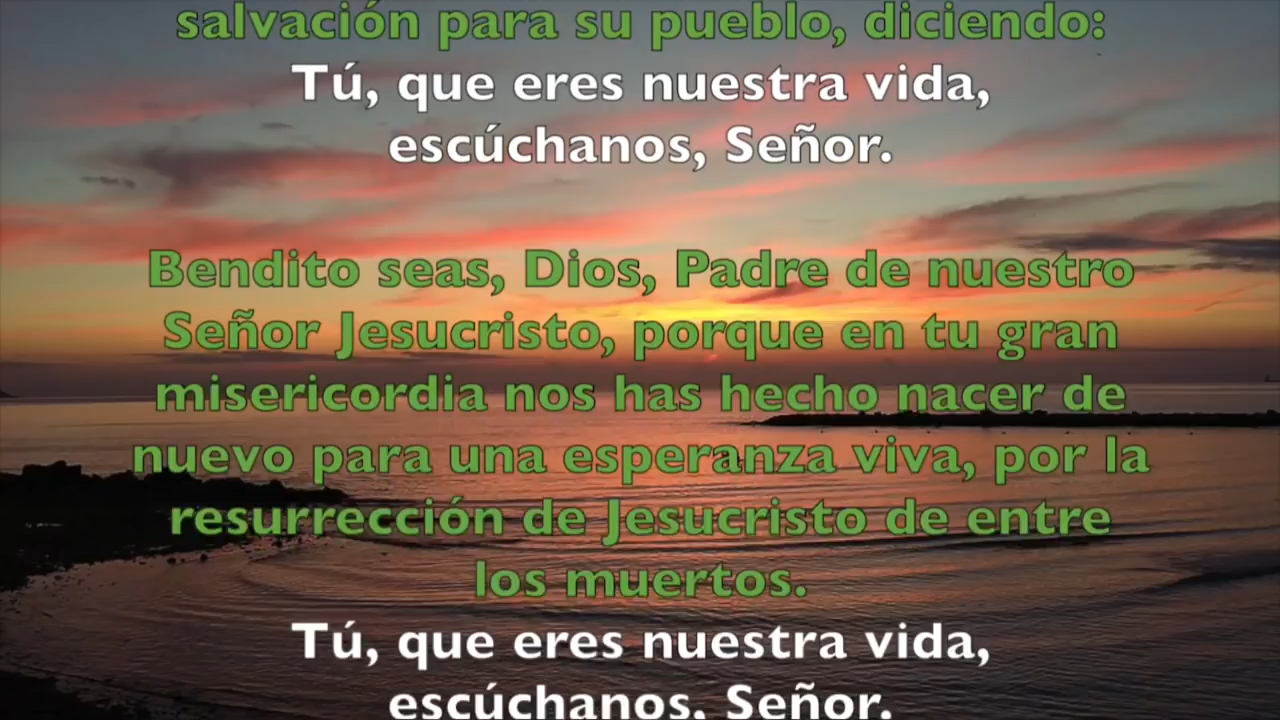 salvación para su pueblo, diciendo:
Tú, que eres nuestra vida,
escúchanos, Señor.
Bendito seas, Dios, Padre de nuestro
Señor Jesucristo, porque en tu gran
misericordia nos has hecho nacer de
nuevo para una esperanza viva, por la
resurrección de Jesucristo de entre
los muertos.
Tú, que eres nuestra vida,
escúchanos, Señor.